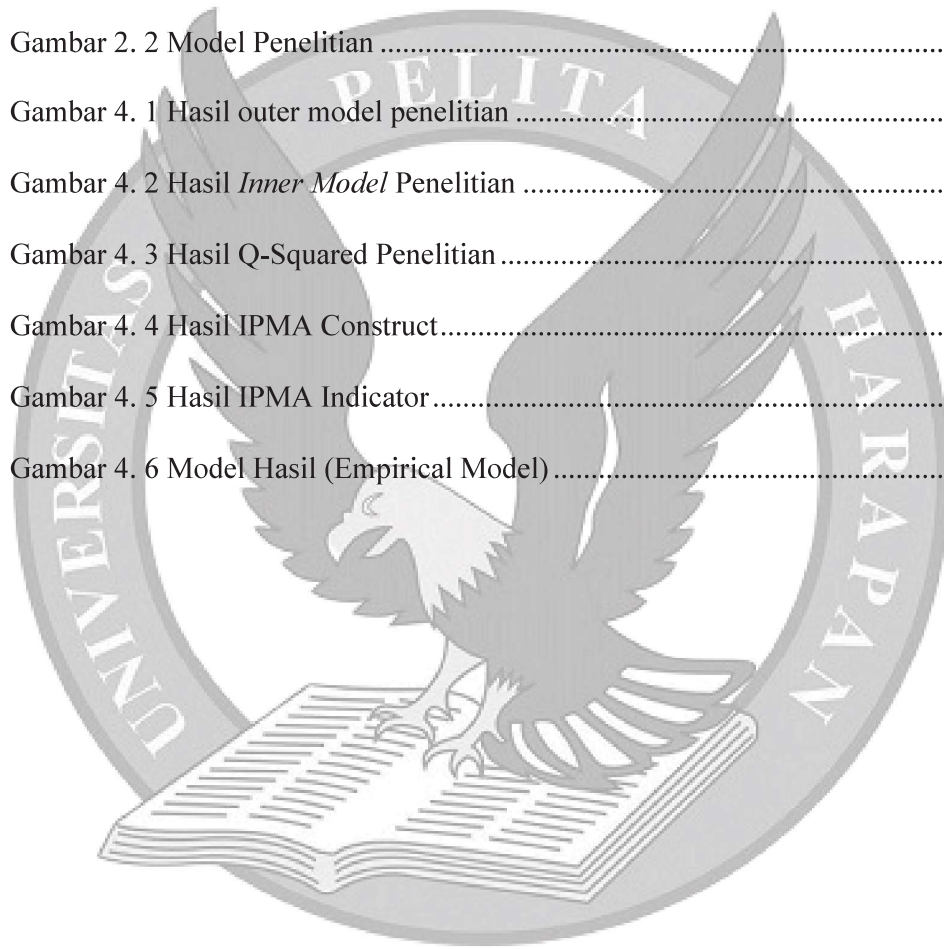 Gambar 2. 2 Model Penelitian ................................................................................
Gambar 4. 1 Hasil outer model penelitian ............................................................
Gambar 4. 2 Hasil Inner Model Penelitian ...........................................................
Gambar 4. 3 Hasil Q-Squared Penelitian ..............................................................
Gambar 4. 4 Hasil IPMA Construct ......................................................................
Gambar 4. 5 Hasil IPMA Indicator .......................................................................
Gambar 4. 6 Model Hasil (Empirical Model) .......................................................
UNIVERSITAS PELITA HARAPAN